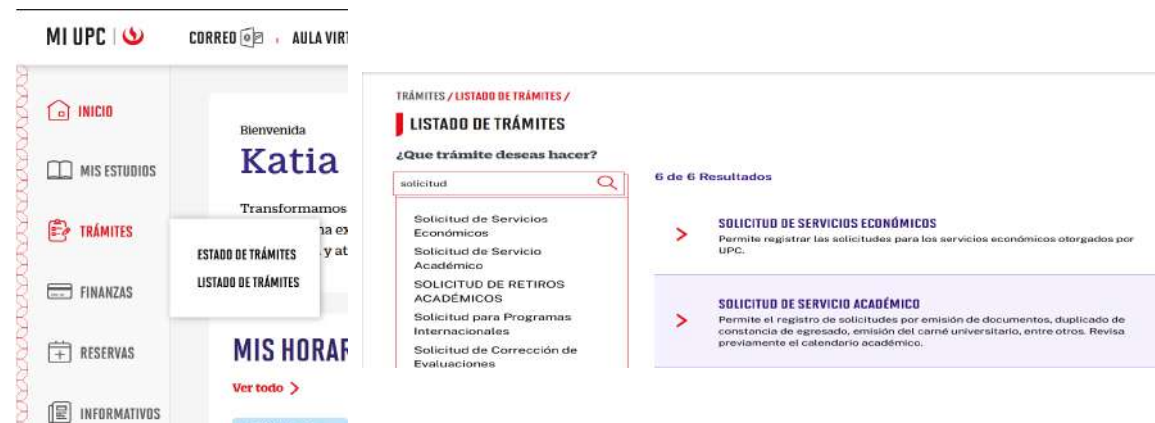 MI UPC
CORREO
AULA
INICIO
MIS ESTUDIOS
TRÁMITES
FINANZAS
RESERVAS
INFORMATIVOS
Bienvenida
Katia
Transformamos
y
ESTADO DE TRÁMITES
LISTADO DE TRÁMITES
MIS
Ver todo
TRÁMITES / LISTADO DE TRÁMITES /
LISTADO DE TRÁMITES
¿Que trámite deseas hacer?
solicitud
Solicitud de Servicios
Económicos
Solicitud de Servicio
Académico
SOLICITUD DE RETIROS
ACADÉMICOS
Solicitud para Programas
Internacionales
Solicitud de Corrección de
Evaluaciones
6 de 6 Resultados
SOLICITUD DE SERVICIOS ECONÓMICOS
Permite registrar las solicitudes para los servicios económicos otorgados por
UPC.
SOLICITUD DE SERVICIO ACADÉMICO
Permite el registro de solicitudes por emisión de documentos, duplicado de
constancia de egresado, emisión del carné universitario, entre otros. Revisa
previamente el calendario académico.